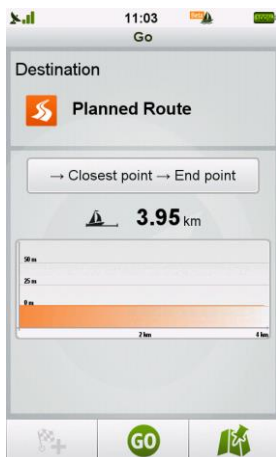 11:03
Go
Destination
Planned Route
→ Closest point → End point
3.95 km
50 m
25 m
0 m
2 km
4 km
GO